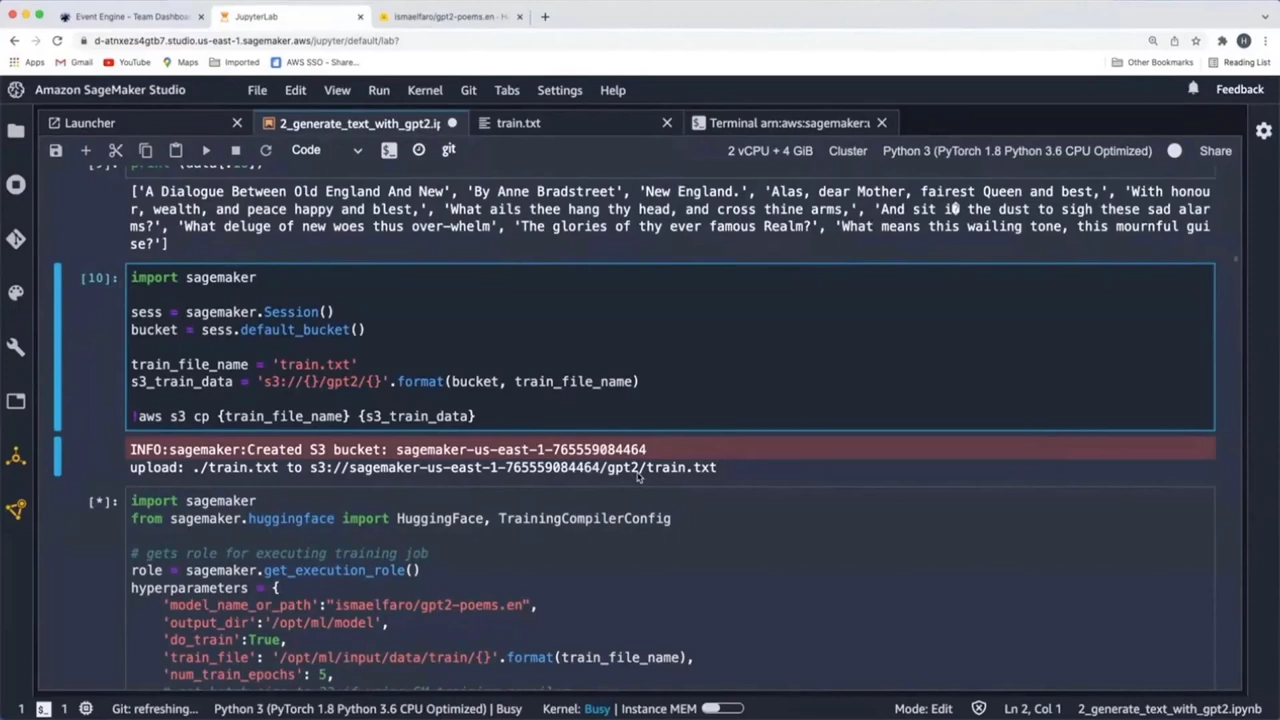 Event Engine - Team Dashboa
JupyterLab
ismaelfaro/gpt2-poems.en - H
d-atnxezs4gtb7.studio.us-east-1.sagemaker.aws/jupyter/default/lab?
H
Apps
Gmail
YouTube
Maps
Imported
AWS SSO - Share...
Other Bookmarks
Reading List
Amazon SageMaker Studio
File Edit View Run Kernel Git Tabs Settings Help
Feedback
Launcher
2_generate_text_with_gpt2.ip
train.txt
Terminal arn:aws:sagemaker:u
Code
git
2 vCPU + 4 GiB
Cluster
Python 3 (PyTorch 1.8 Python 3.6 CPU Optimized)
Share
['A Dialogue Between Old England And New', 'By Anne Bradstreet', 'New England.', 'Alas, dear Mother, fairest Queen and best,', 'With honou
r, wealth, and peace happy and blest,', 'What ails thee hang thy head, and cross thine arms,', 'And sit i� the dust to sigh these sad alar
ms?', 'What deluge of new woes thus over-whelm', 'The glories of thy ever famous Realm?', 'What means this wailing tone, this mournful gui
se?']
[10]:
import sagemaker
sess = sagemaker.Session()
bucket = sess.default_bucket()
train_file_name = 'train.txt'
s3_train_data = 's3://{}/gpt2/{}'.format(bucket, train_file_name)
!aws s3 cp {train_file_name} {s3_train_data}
INFO:sagemaker:Created S3 bucket: sagemaker-us-east-1-765559084464
upload: ./train.txt to s3://sagemaker-us-east-1-765559084464/gpt2/train.txt
[*]:
import sagemaker
from sagemaker.huggingface import HuggingFace, TrainingCompilerConfig
# gets role for executing training job
role = sagemaker.get_execution_role()
hyperparameters = {
'model_name_or_path':"ismaelfaro/gpt2-poems.en",
'output_dir':'/opt/ml/model',
'do_train':True,
'train_file': '/opt/ml/input/data/train/{}'.format(train_file_name),
'num_train_epochs': 5,
1
1
Git: refreshing...
Python 3 (PyTorch 1.8 Python 3.6 CPU Optimized) | Busy
Kernel: Busy | Instance MEM
Mode: Edit
Ln 2, Col 1
2_generate_text_with_gpt2.ipynb